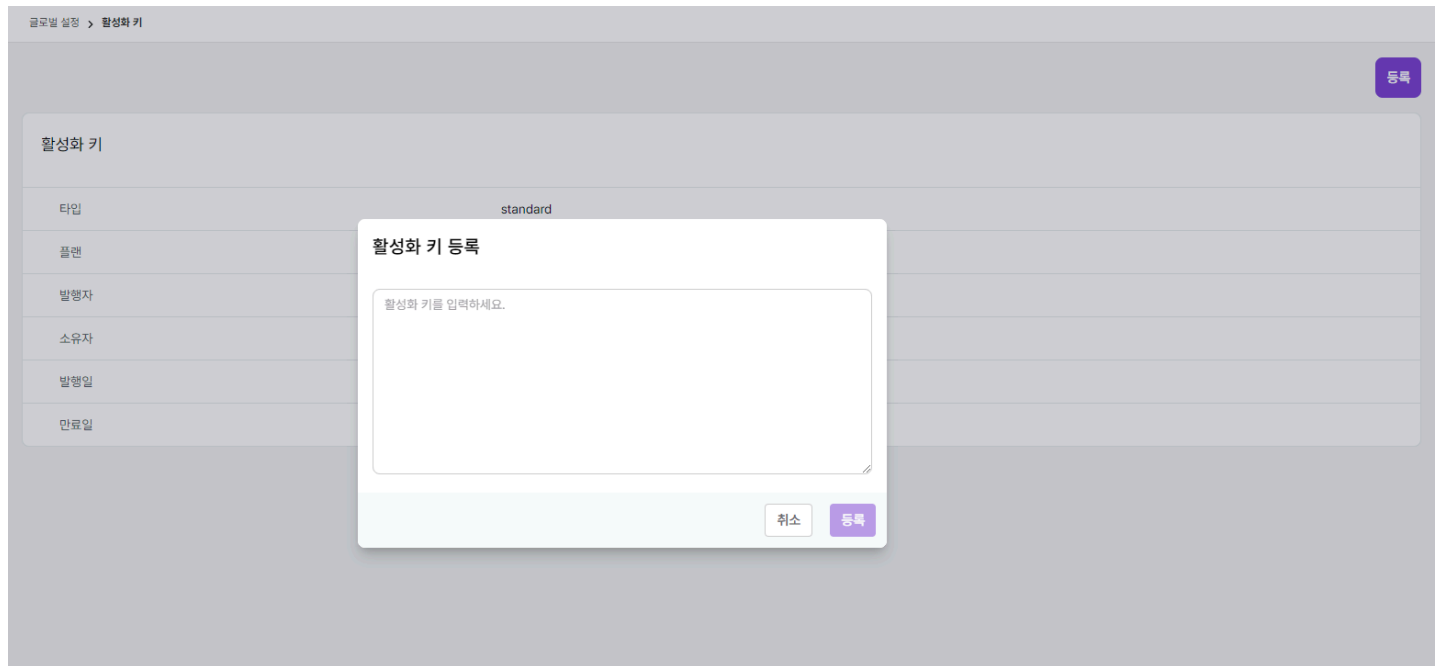 글로벌 설정 > 활성화 키
등록
활성화 키
타입 standard
플랜
발행자
소유자
발행일
만료일
활성화 키 등록
활성화 키를 입력하세요.
취소 등록